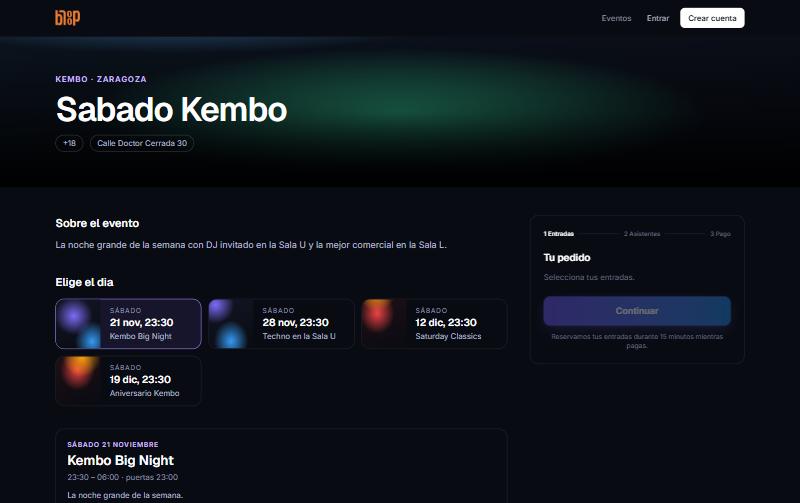 bloop
Eventos
Entrar
Crear cuenta
KEMBO · ZARAGOZA
Sabado Kembo
+18
Calle Doctor Cerrada 30
Sobre el evento
La noche grande de la semana con DJ invitado en la Sala U y la mejor comercial en la Sala L.
Elige el dia
SÁBADO
21 nov, 23:30
Kembo Big Night
SÁBADO
28 nov, 23:30
Techno en la Sala U
SÁBADO
12 dic, 23:30
Saturday Classics
SÁBADO
19 dic, 23:30
Aniversario Kembo
SÁBADO 21 NOVIEMBRE
Kembo Big Night
23:30 – 06:00 · puertas 23:00
La noche grande de la semana.
1 Entradas
2 Asistentes
3 Pago
Tu pedido
Selecciona tus entradas.
Continuar
Reservamos tus entradas durante 15 minutos mientras
pagas.